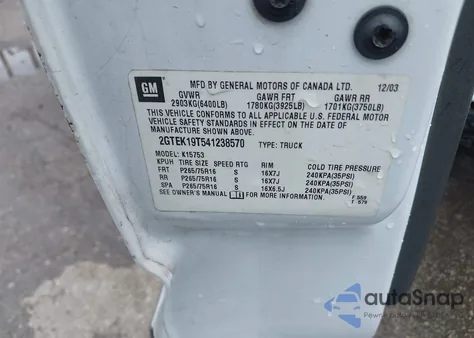 GM
MFD BY GENERAL MOTORS OF CANADA LTD. 12/03
GVWR GAWR FRT GAWR RR
2903KG(6400LB) 1780KG(3925LB) 1701KG(3750LB)
THIS VEHICLE CONFORMS TO ALL APPLICABLE U.S. FEDERAL MOTOR
VEHICLE SAFETY STANDARDS IN EFFECT ON THE DATE OF
MANUFACTURE SHOWN ABOVE.
2GTEK19T541238570 TYPE: TRUCK
MODEL: K15753
TIRE SIZE SPEED RTG RIM COLD TIRE PRESSURE
FRT P265/75R16 S 16X7J 240KPA(35PSI)
RR P265/75R16 S 16X7J 240KPA(35PSI)
SPA P265/75R16 S 16X6.5J 240KPA(35PSI)
SEE OWNER'S MANUAL FOR ADDITIONAL INFORMATION.
autoSnap